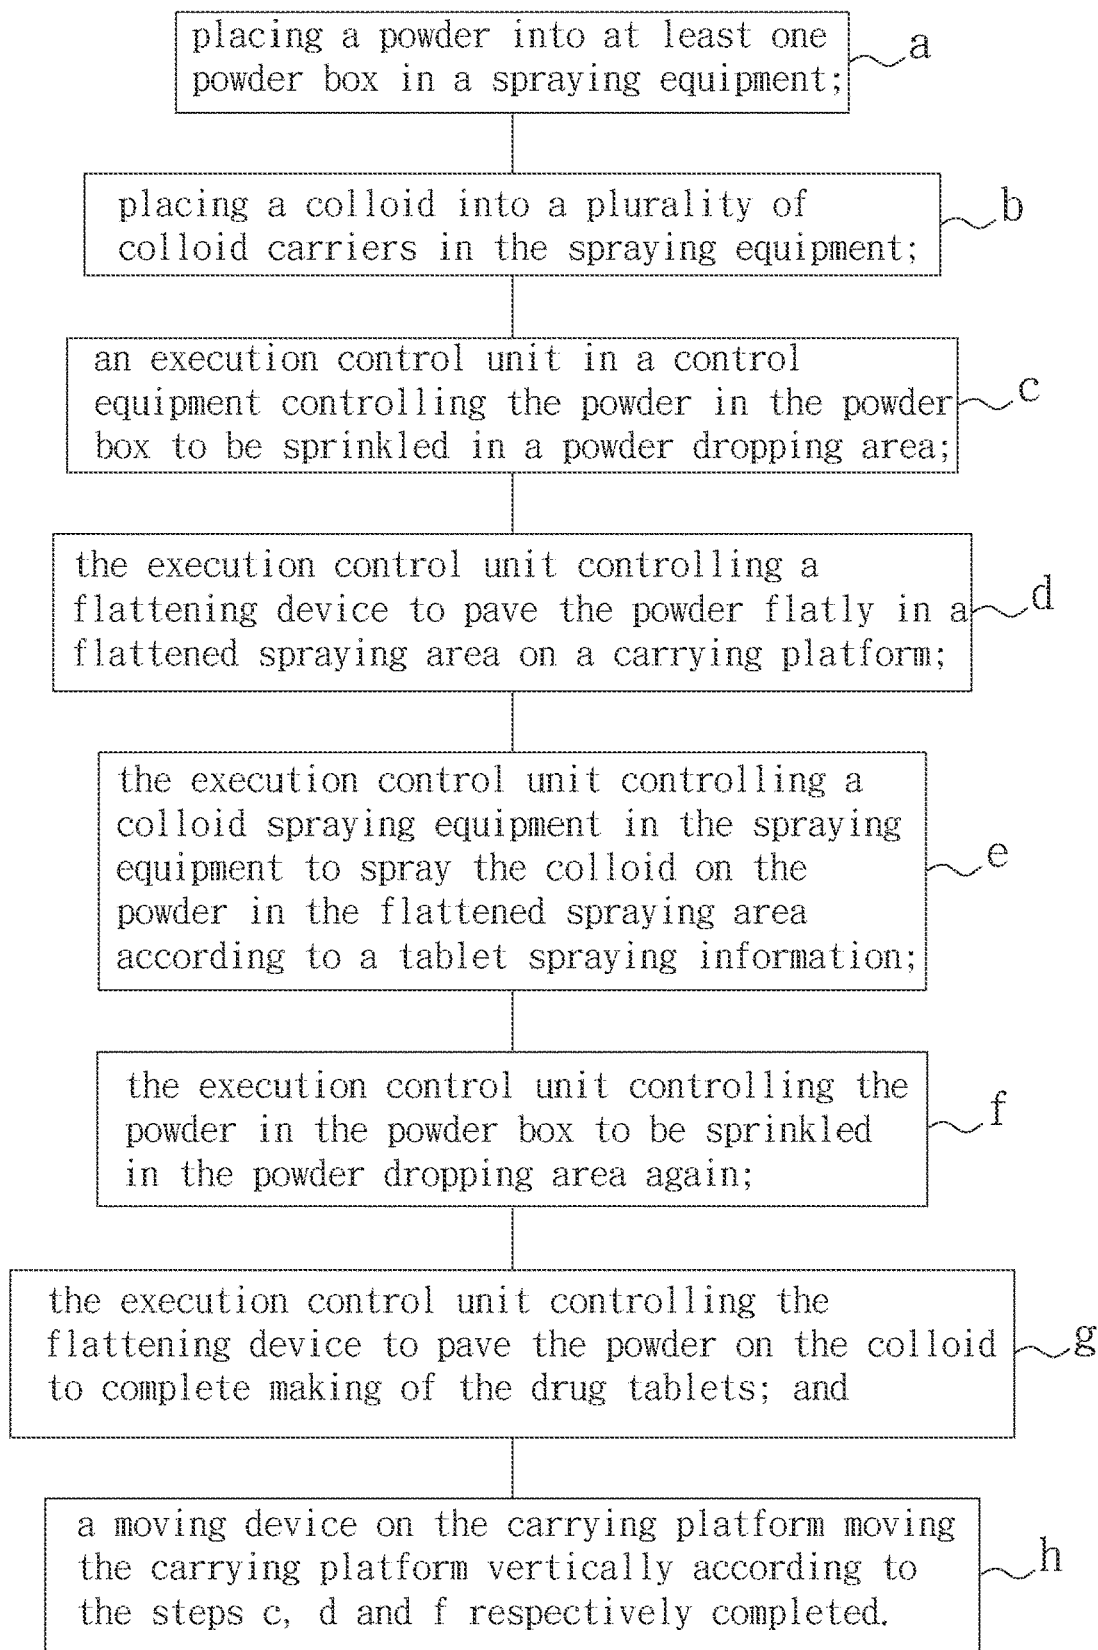 placing a powder into at least one
powder box in a spraying equipment;
a
placing a colloid into a plurality of
colloid carriers in the spraying equipment;
b
an execution control unit in a control
equipment controlling the powder in the powder
box to be sprinkled in a powder dropping area;
c
the execution control unit controlling a
flattening device to pave the powder flatly in a
flattened spraying area on a carrying platform;
d
the execution control unit controlling a
colloid spraying equipment in the spraying
equipment to spray the colloid on the
powder in the flattened spraying area
according to a tablet spraying information;
e
the execution control unit controlling the
powder in the powder box to be sprinkled
in the powder dropping area again;
f
the execution control unit controlling the
flattening device to pave the powder on the colloid
to complete making of the drug tablets; and
g
a moving device on the carrying platform moving
the carrying platform vertically according to
the steps c, d and f respectively completed.
h